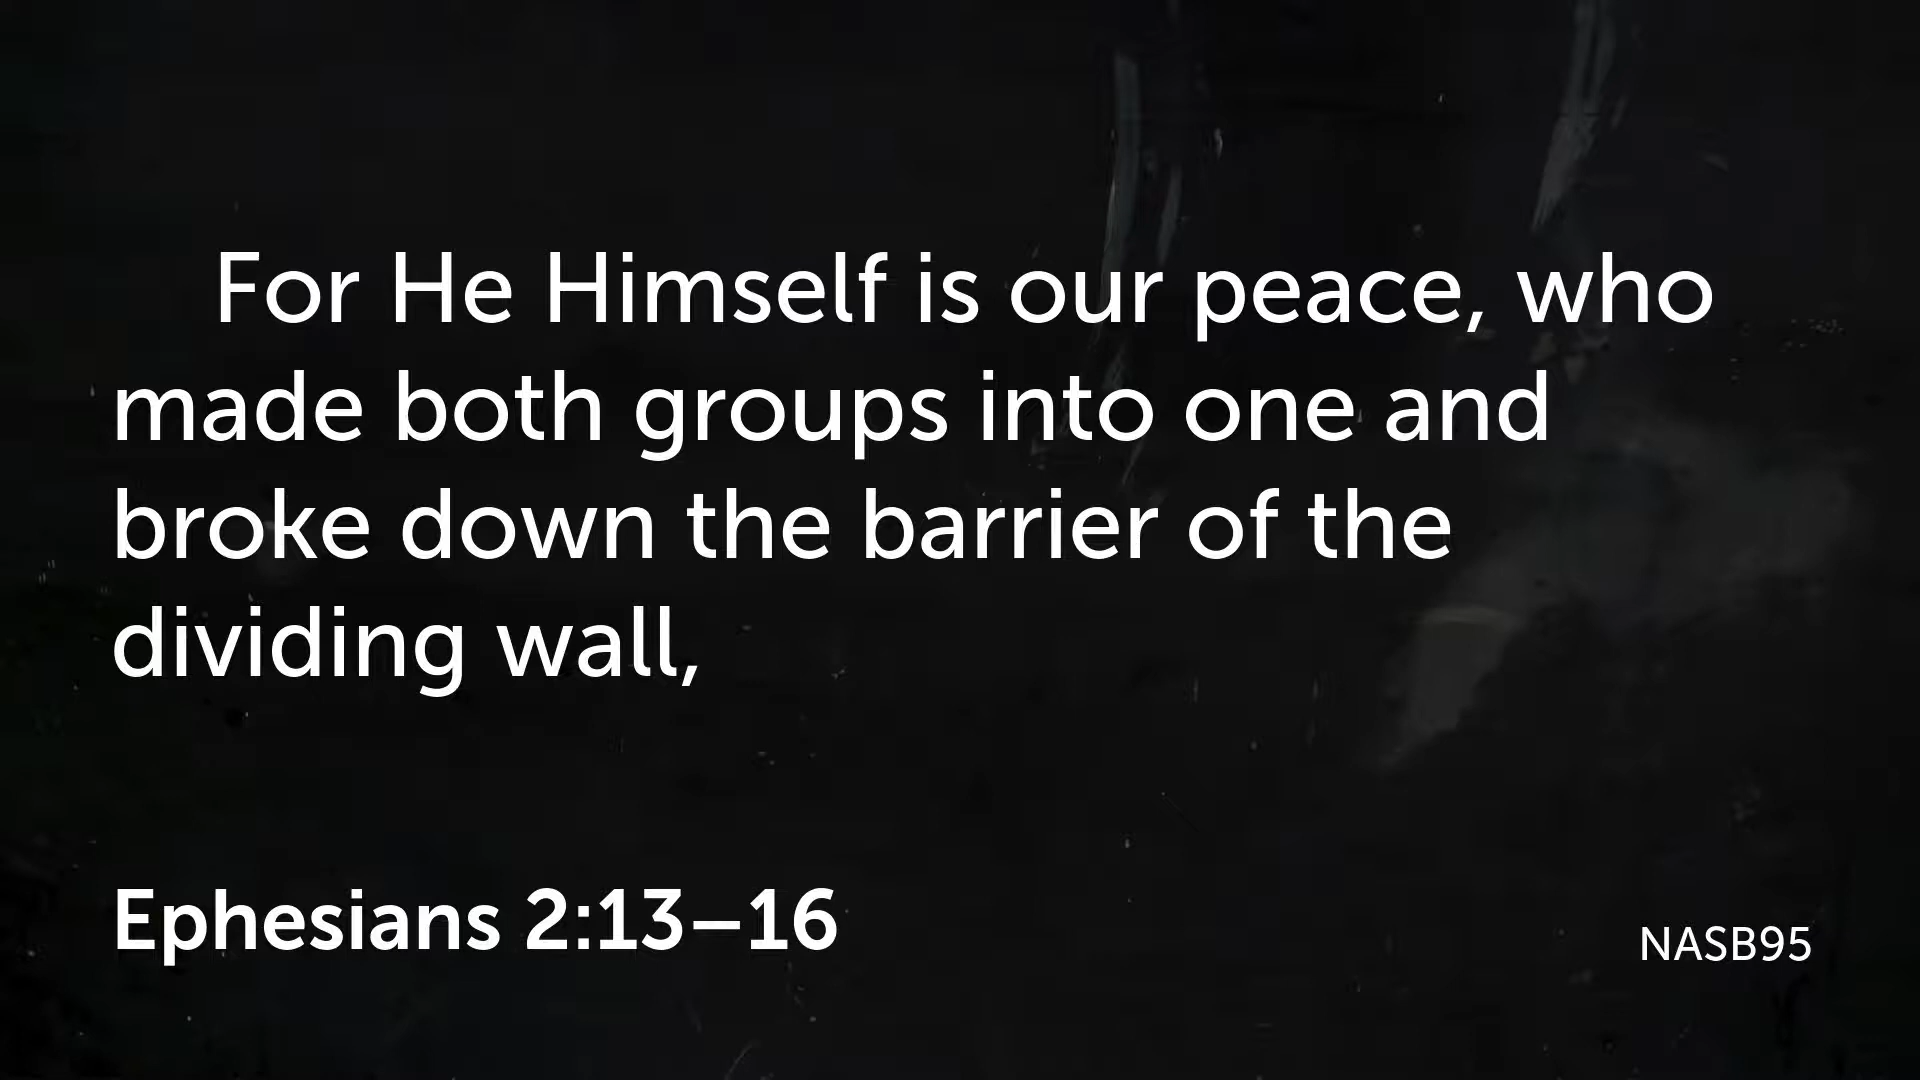 For He Himself is our peace, who
made both groups into one and
broke down the barrier of the
dividing wall,
Ephesians 2:13–16
NASB95